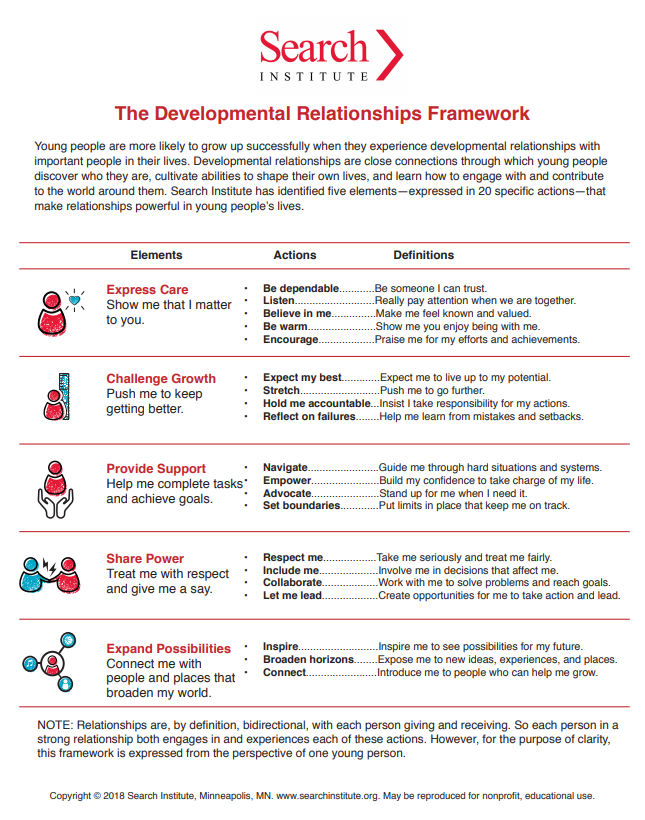 Search
INSTITUTE
The Developmental Relationships Framework
Young people are more likely to grow up successfully when they experience developmental relationships with
important people in their lives. Developmental relationships are close connections through which young people
discover who they are, cultivate abilities to shape their own lives, and learn how to engage with and contribute
to the world around them. Search Institute has identified five elements—expressed in 20 specific actions—that
make relationships powerful in young people's lives.
Elements Actions Definitions
Express Care
Show me that I matter
to you.
• Be dependable...........Be someone I can trust.
• Listen..........................Really pay attention when we are together.
• Believe in me..............Make me feel known and valued.
• Be warm......................Show me you enjoy being with me.
• Encourage...................Praise me for my efforts and achievements.
Challenge Growth
Push me to keep
getting better.
• Expect my best............Expect me to live up to my potential.
• Stretch..........................Push me to go further.
• Hold me accountable...Insist I take responsibility for my actions.
• Reflect on failures........Help me learn from mistakes and setbacks.
Provide Support
Help me complete tasks
and achieve goals.
• Navigate.......................Guide me through hard situations and systems.
• Empower......................Build my confidence to take charge of my life.
• Advocate......................Stand up for me when I need it.
• Set boundaries............Put limits in place that keep me on track.
Share Power
Treat me with respect
and give me a say.
• Respect me.................Take me seriously and treat me fairly.
• Include me...................Involve me in decisions that affect me.
• Collaborate..................Work with me to solve problems and reach goals.
• Let me lead..................Create opportunities for me to take action and lead.
Expand Possibilities
Connect me with
people and places that
broaden my world.
• Inspire..........................Inspire me to see possibilities for my future.
• Broaden horizons........Expose me to new ideas, experiences, and places.
• Connect.......................Introduce me to people who can help me grow.
NOTE: Relationships are, by definition, bidirectional, with each person giving and receiving. So each person in a
strong relationship both engages in and experiences each of these actions. However, for the purpose of clarity,
this framework is expressed from the perspective of one young person.
Copyright © 2018 Search Institute, Minneapolis, MN. www.searchinstitute.org. May be reproduced for nonprofit, educational use.